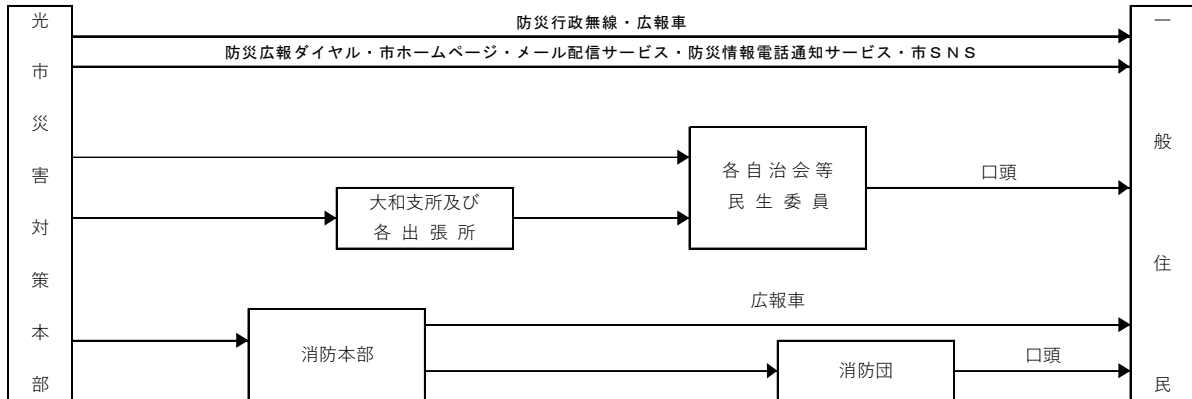 光市災害対策本部
防災行政無線・広報車
防災広報ダイヤル・市ホームページ・メール配信サービス・防災情報電話通知サービス・市ＳＮＳ
各自治会等
民生委員
口頭
大和支所及び
各出張所
広報車
消防本部
消防団
口頭
一般住民